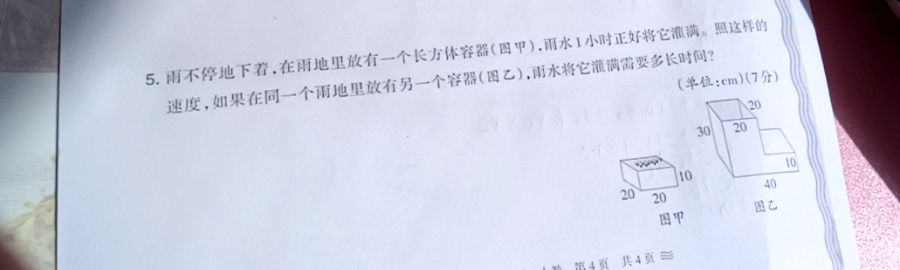 5. 雨不停地下着,在雨地里放有一个长方体容器(图甲),雨水1小时正好将它灌满。照这样的
速度,如果在同一个雨地里放有另一个容器(图乙),雨水将它灌满需要多长时间?
(单位:cm)(7分)
20
30 20
10
40
图乙
10
20 20
图甲
第4页 共4页